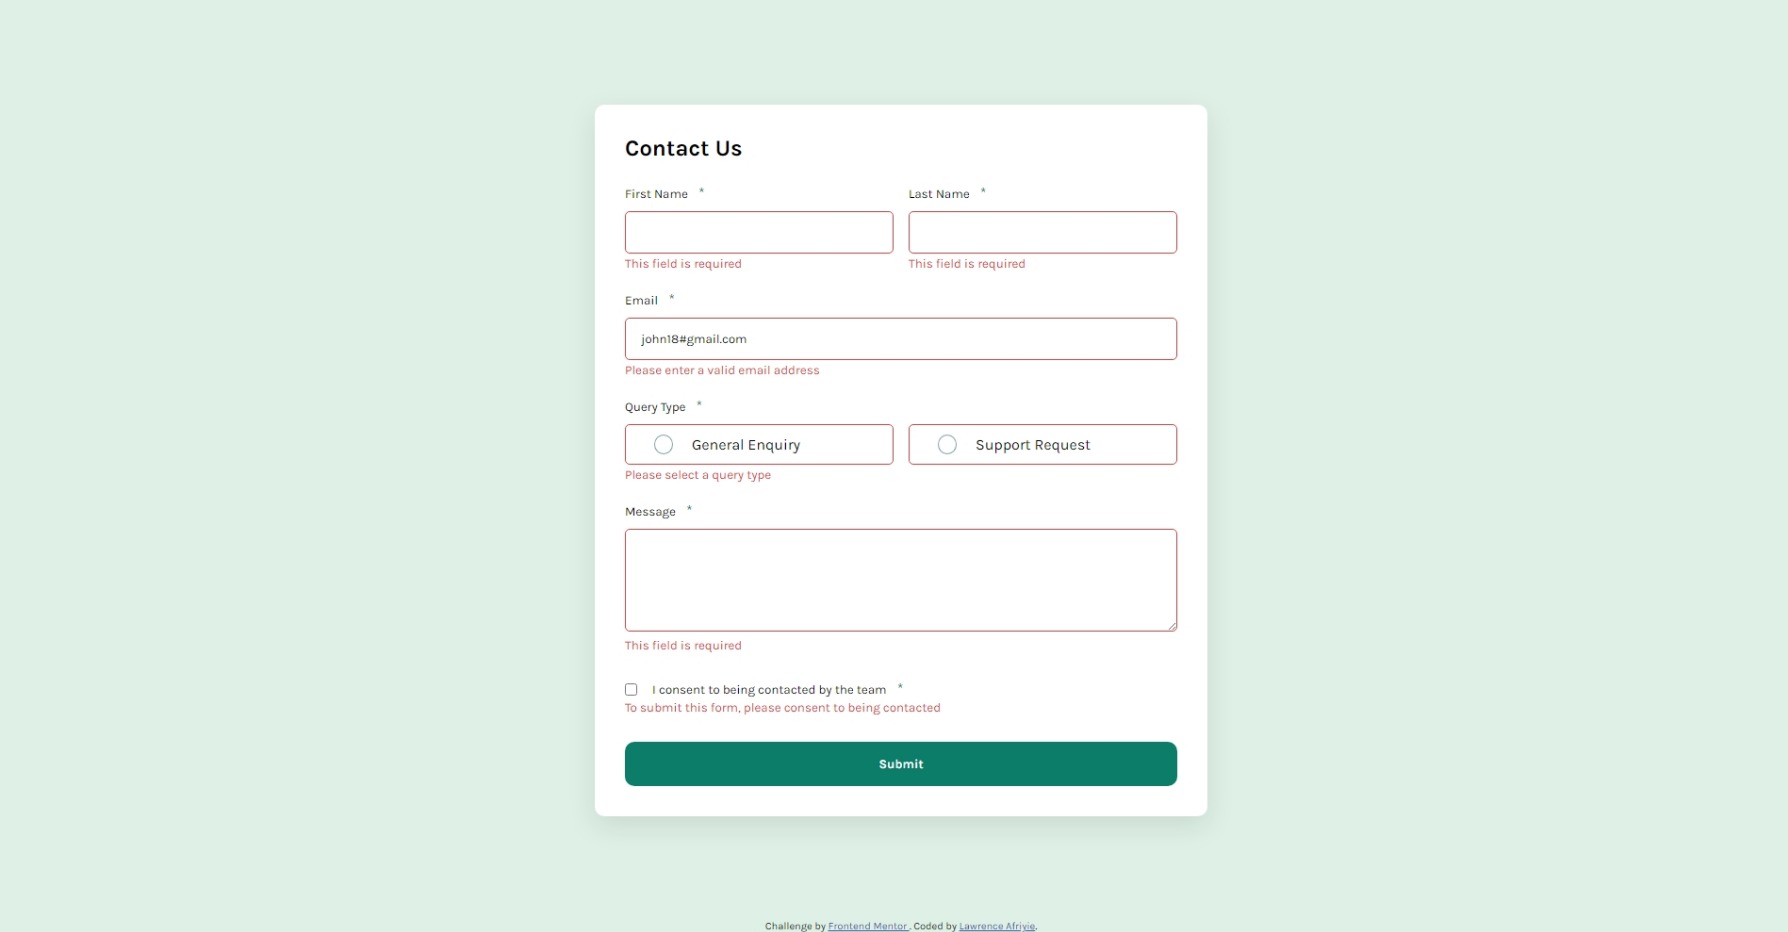 Contact Us
First Name *
Last Name *
This field is required
This field is required
Email *
john18#gmail.com
Please enter a valid email address
Query Type *
General Enquiry
Support Request
Please select a query type
Message *
This field is required
I consent to being contacted by the team *
To submit this form, please consent to being contacted
Submit
Challenge by Frontend Mentor . Coded by Lawrence Afriyie.